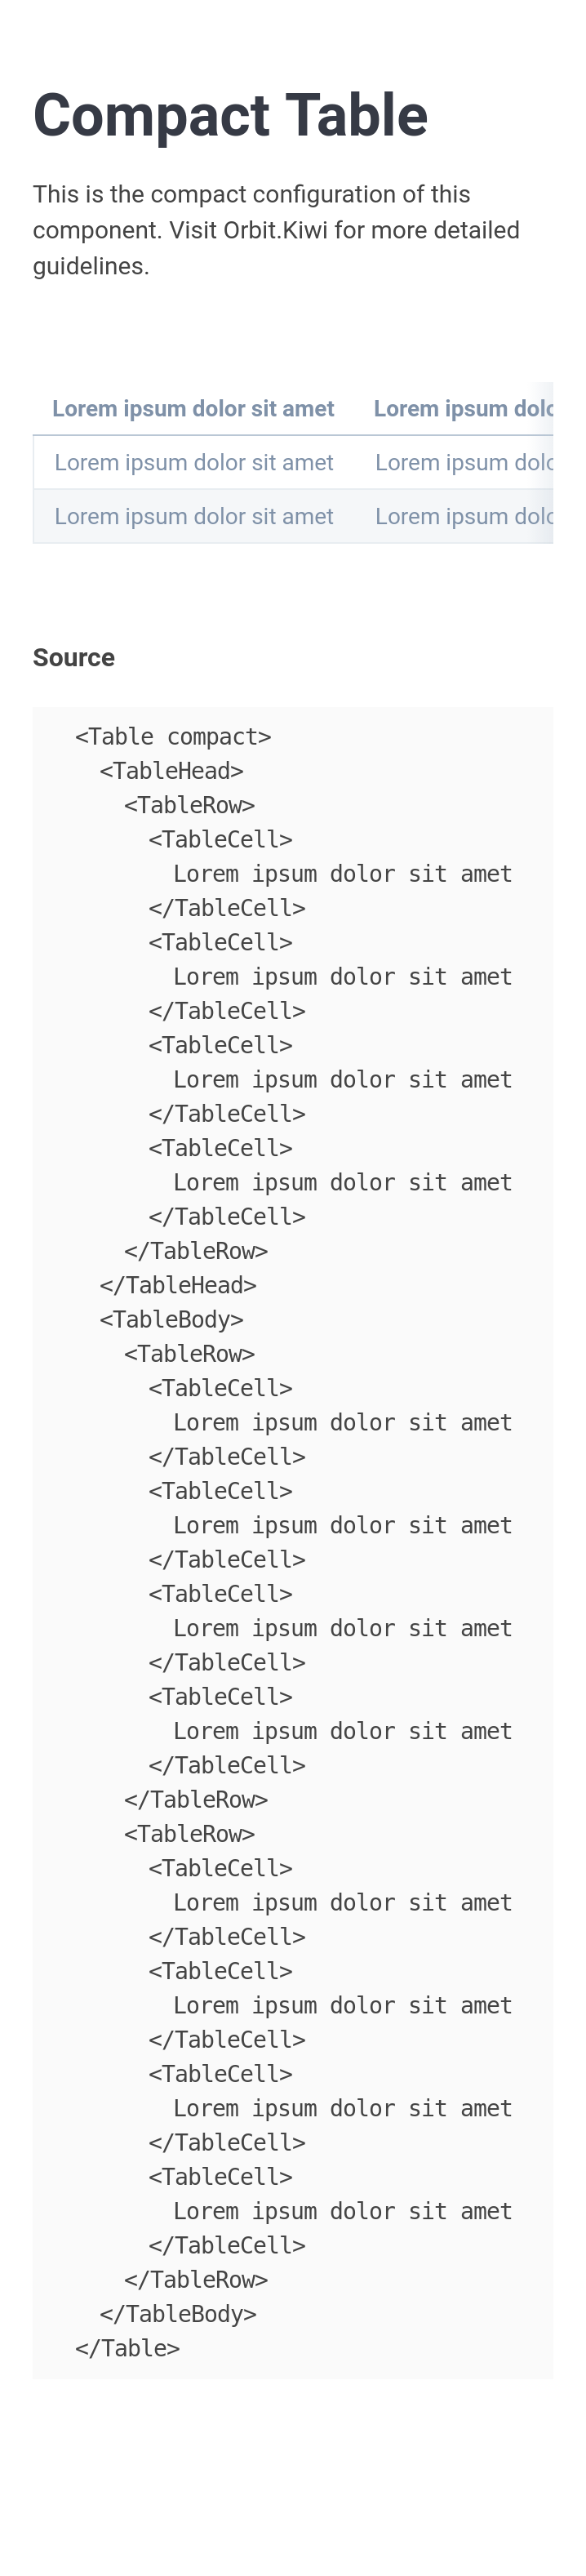 Compact Table
This is the compact configuration of this
component. Visit Orbit.Kiwi for more detailed
guidelines.
Lorem ipsum dolor sit amet Lorem ipsum dolo
Lorem ipsum dolor sit amet Lorem ipsum dolo
Lorem ipsum dolor sit amet Lorem ipsum dolo
Source
<Table compact>
<TableHead>
<TableRow>
<TableCell>
Lorem ipsum dolor sit amet
</TableCell>
<TableCell>
Lorem ipsum dolor sit amet
</TableCell>
<TableCell>
Lorem ipsum dolor sit amet
</TableCell>
<TableCell>
Lorem ipsum dolor sit amet
</TableCell>
</TableRow>
</TableHead>
<TableBody>
<TableRow>
<TableCell>
Lorem ipsum dolor sit amet
</TableCell>
<TableCell>
Lorem ipsum dolor sit amet
</TableCell>
<TableCell>
Lorem ipsum dolor sit amet
</TableCell>
<TableCell>
Lorem ipsum dolor sit amet
</TableCell>
</TableRow>
<TableRow>
<TableCell>
Lorem ipsum dolor sit amet
</TableCell>
<TableCell>
Lorem ipsum dolor sit amet
</TableCell>
<TableCell>
Lorem ipsum dolor sit amet
</TableCell>
<TableCell>
Lorem ipsum dolor sit amet
</TableCell>
</TableRow>
</TableBody>
</Table>